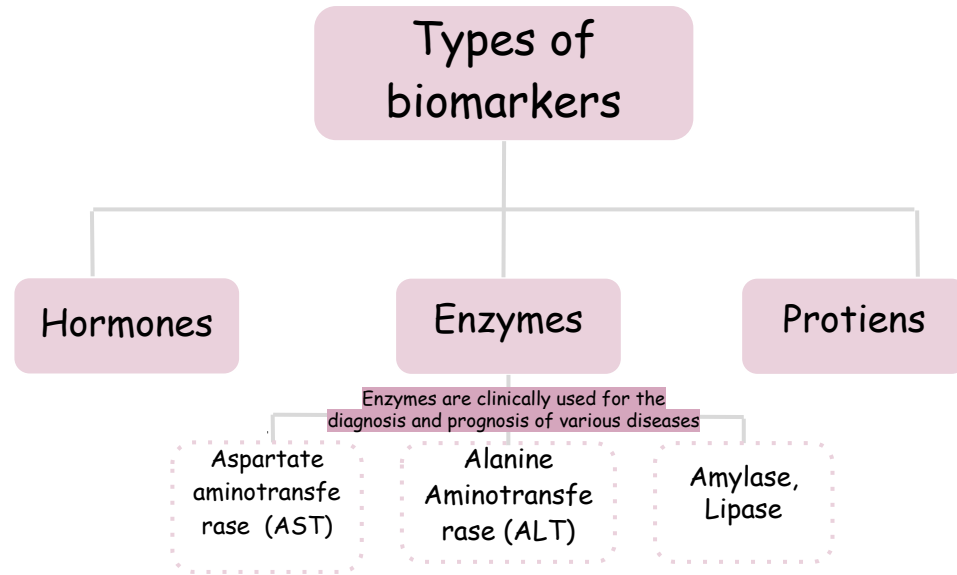 Types of
biomarkers
Hormones
Enzymes
Protiens
Enzymes are clinically used for the
diagnosis and prognosis of various diseases
Aspartate
aminotransfe
rase (AST)
Alanine
Aminotransfe
rase (ALT)
Amylase,
Lipase